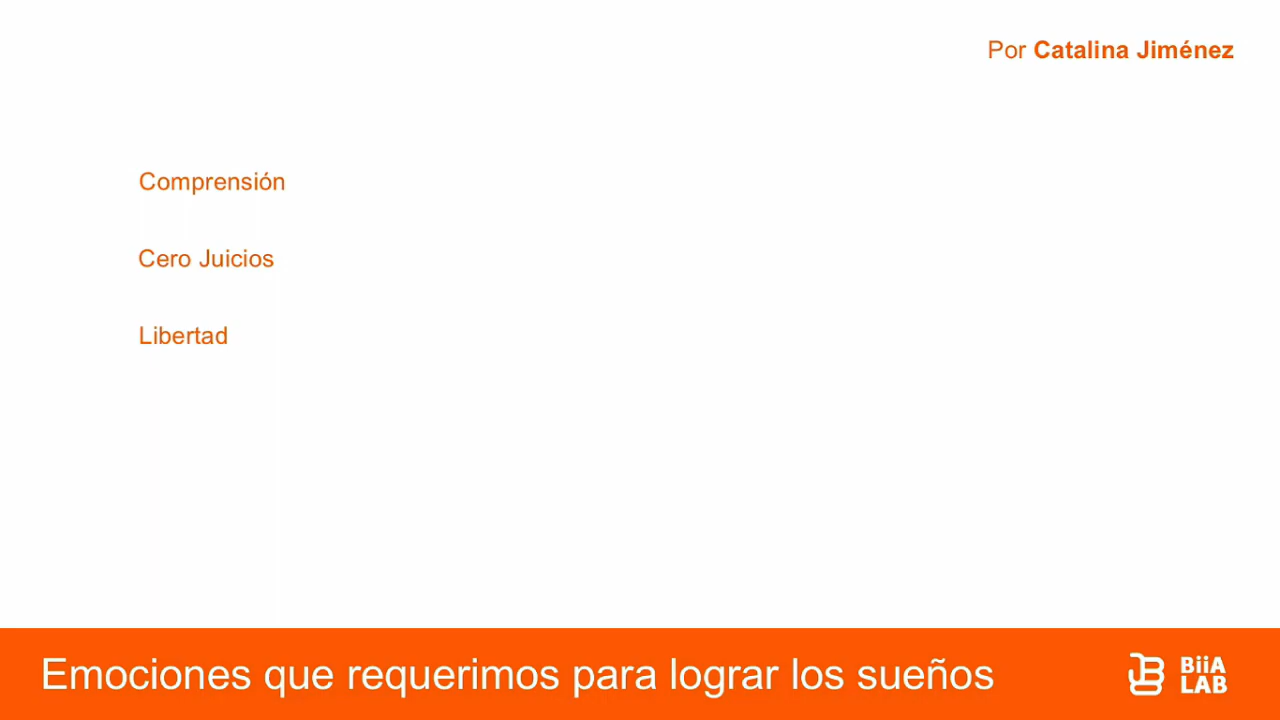 Por Catalina Jiménez
Comprensión
Cero Juicios
Libertad
Emociones que requerimos para lograr los sueños
BiiA
LAB